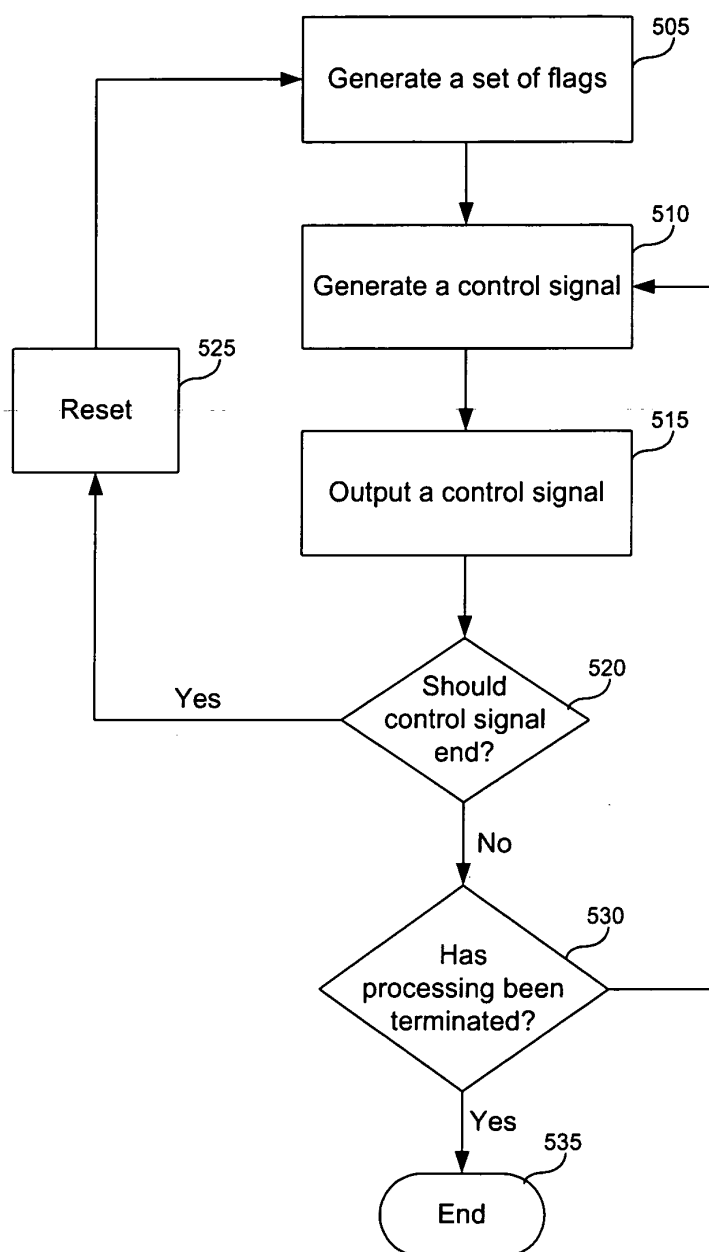 505
Generate a set of flags
510
Generate a control signal
525
Reset
515
Output a control signal
520
Should
control signal
end?
Yes
No
530
Has
processing been
terminated?
Yes
535
End